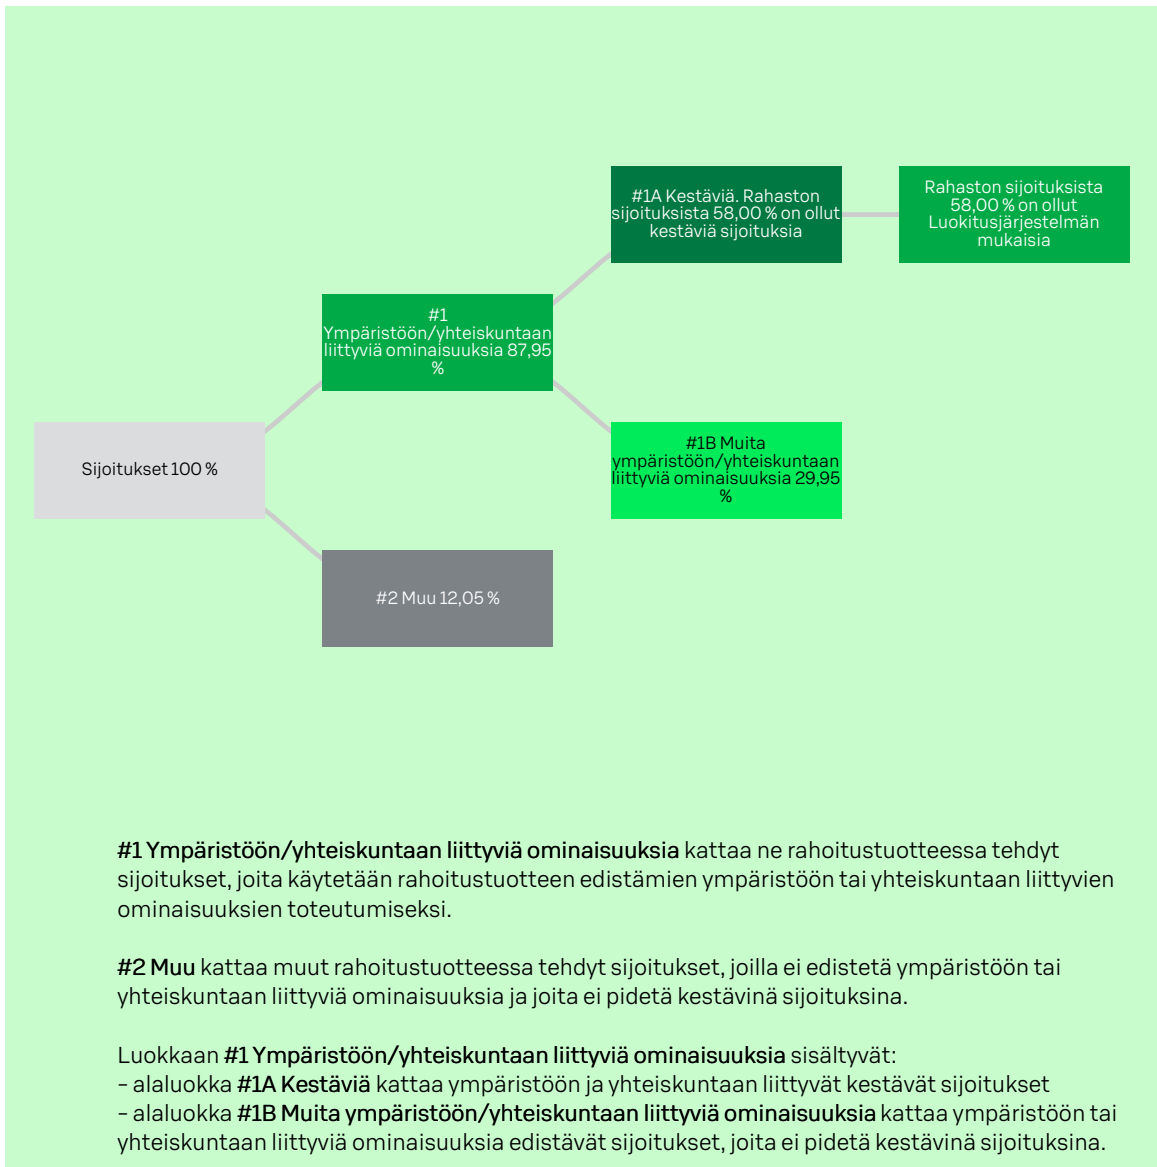 #1A Kestäviä. Rahaston
sijoituksista 58,00 % on ollut
kestäviä sijoituksia
Rahaston sijoituksista
58,00 % on ollut
Luokitusjärjestelmän
mukaisia
#1
Ympäristöön/yhteiskuntaan
liittyviä ominaisuuksia 87,95
%
Sijoitukset 100 %
#1B Muita
ympäristöön/yhteiskuntaan
liittyviä ominaisuuksia 29,95
%
#2 Muu 12,05 %
#1 Ympäristöön/yhteiskuntaan liittyviä ominaisuuksia kattaa ne rahoitustuotteessa tehdyt
sijoitukset, joita käytetään rahoitustuotteen edistämien ympäristöön tai yhteiskuntaan liittyvien
ominaisuuksien toteutumiseksi.
#2 Muu kattaa muut rahoitustuotteessa tehdyt sijoitukset, joilla ei edistetä ympäristöön tai
yhteiskuntaan liittyviä ominaisuuksia ja joita ei pidetä kestävinä sijoituksina.
Luokkaan #1 Ympäristöön/yhteiskuntaan liittyviä ominaisuuksia sisältyvät:
- alaluokka #1A Kestäviä kattaa ympäristöön ja yhteiskuntaan liittyvät kestävät sijoitukset
- alaluokka #1B Muita ympäristöön/yhteiskuntaan liittyviä ominaisuuksia kattaa ympäristöön tai
yhteiskuntaan liittyviä ominaisuuksia edistävät sijoitukset, joita ei pidetä kestävinä sijoituksina.